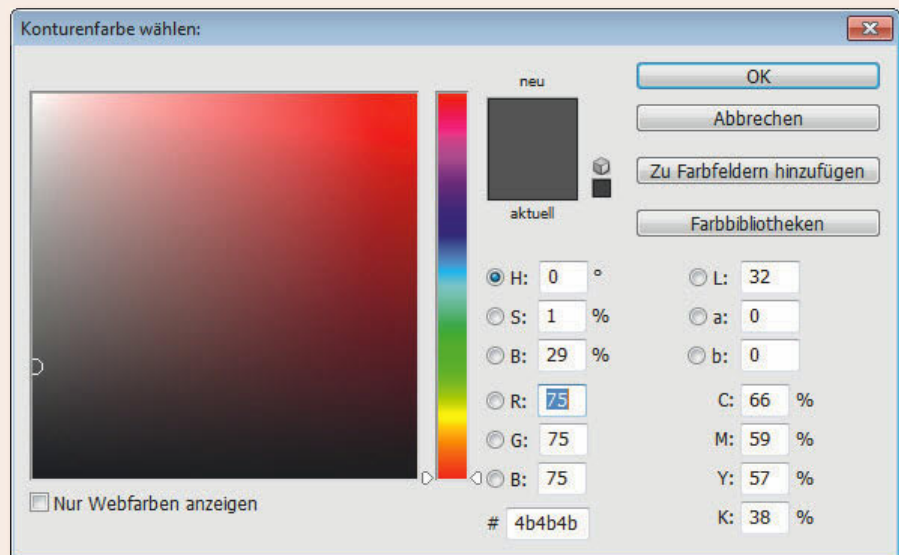 Konturenfarbe wählen:
neu
aktuell
OK
Abbrechen
Zu Farbfeldern hinzufügen
Farbbibliotheken
H: 0 °
L: 32
S: 1 %
a: 0
B: 29 %
b: 0
R: 75
C: 66 %
G: 75
M: 59 %
B: 75
Y: 57 %
# 4b4b4b
K: 38 %
Nur Webfarben anzeigen